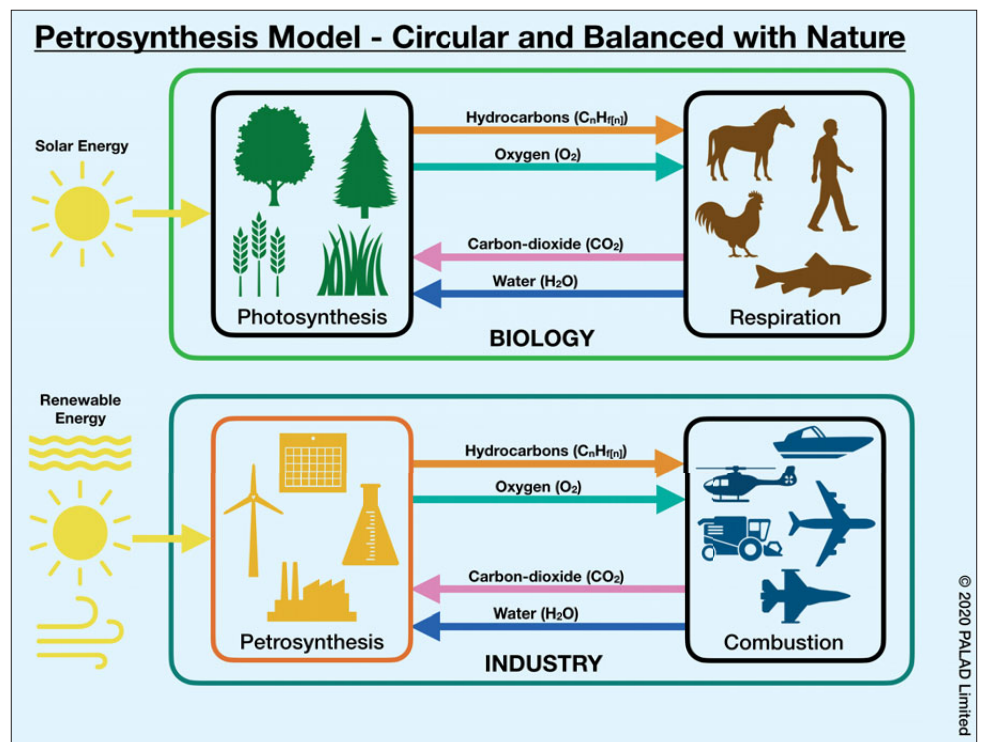 Petrosynthesis Model - Circular and Balanced with Nature
Solar Energy
Hydrocarbons (CₙHf[n])
Oxygen (O₂)
Carbon-dioxide (CO₂)
Water (H₂O)
Photosynthesis
Respiration
BIOLOGY
Renewable
Energy
Hydrocarbons (CₙHf[n])
Oxygen (O₂)
Carbon-dioxide (CO₂)
Water (H₂O)
Petrosynthesis
Combustion
INDUSTRY
© 2020 PALAD Limited